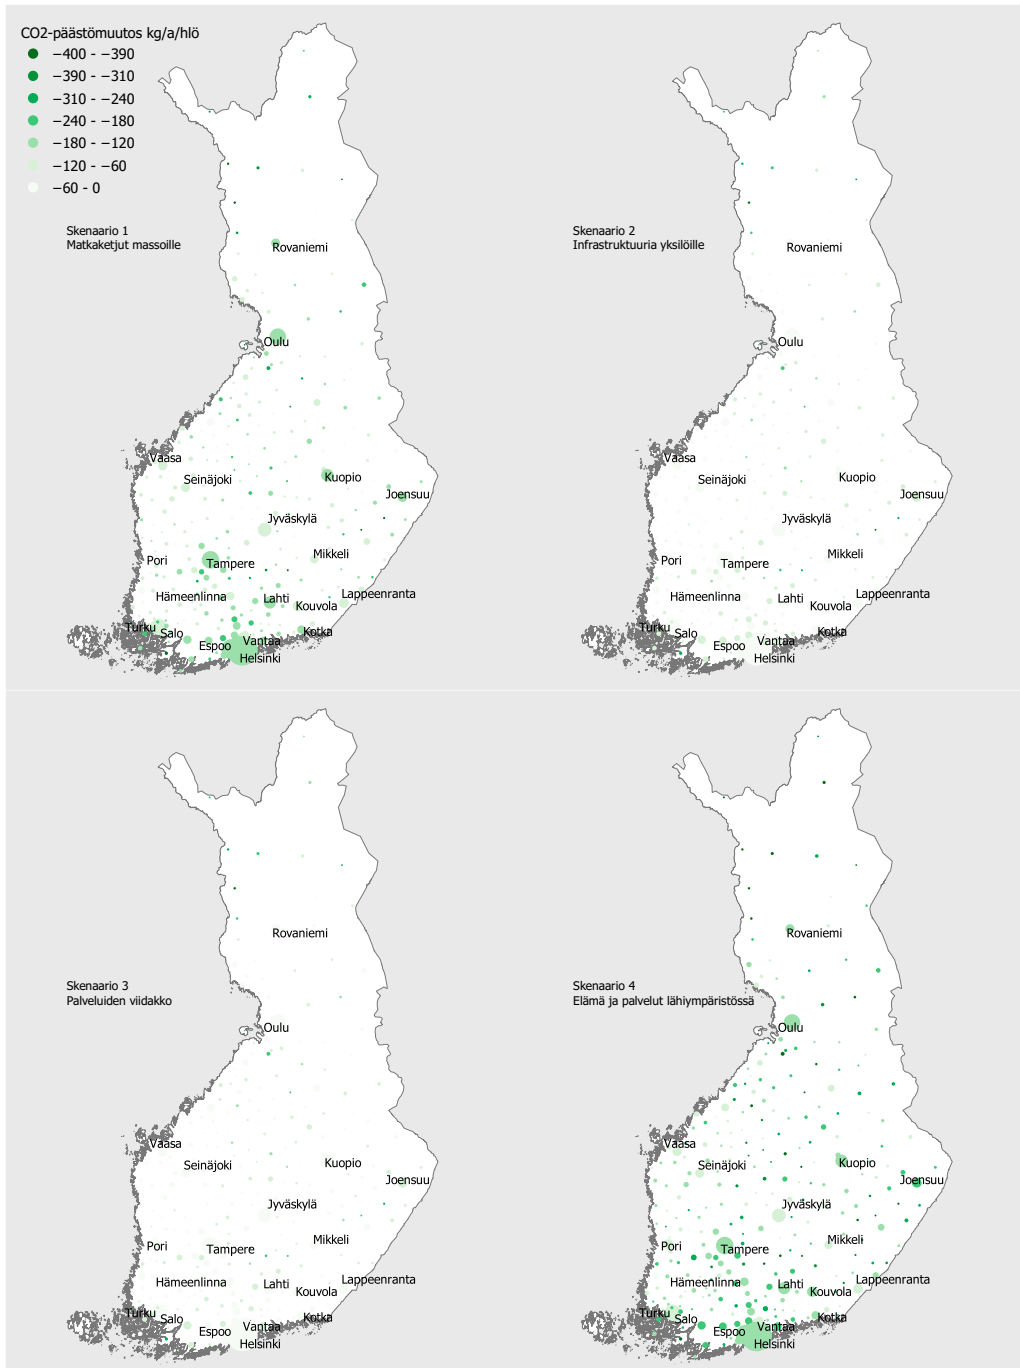 CO2-päästömuutos kg/a/hlö
−400 - −390
−390 - −310
−310 - −240
−240 - −180
−180 - −120
−120 - −60
−60 - 0
Skenaario 1
Matkaketjut massoille
Rovaniemi
Oulu
Vaasa
Seinäjoki
Kuopio
Joensuu
Jyväskylä
Pori
Tampere
Mikkeli
Hämeenlinna
Lahti
Kouvola
Lappeenranta
Turku
Salo
Espoo
Vantaa
Kotka
Helsinki
Skenaario 2
Infrastruktuuria yksilöille
Rovaniemi
Oulu
Vaasa
Seinäjoki
Kuopio
Joensuu
Jyväskylä
Pori
Tampere
Mikkeli
Hämeenlinna
Lahti
Kouvola
Lappeenranta
Turku
Salo
Espoo
Vantaa
Kotka
Helsinki
Skenaario 3
Palveluiden viidakko
Rovaniemi
Oulu
Vaasa
Seinäjoki
Kuopio
Joensuu
Jyväskylä
Pori
Tampere
Mikkeli
Hämeenlinna
Lahti
Kouvola
Lappeenranta
Turku
Salo
Espoo
Vantaa
Kotka
Helsinki
Skenaario 4
Elämä ja palvelut lähiympäristössä
Rovaniemi
Oulu
Vaasa
Seinäjoki
Kuopio
Joensuu
Jyväskylä
Pori
Tampere
Mikkeli
Hämeenlinna
Lahti
Kouvola
Lappeenranta
Turku
Salo
Espoo
Vantaa
Kotka
Helsinki